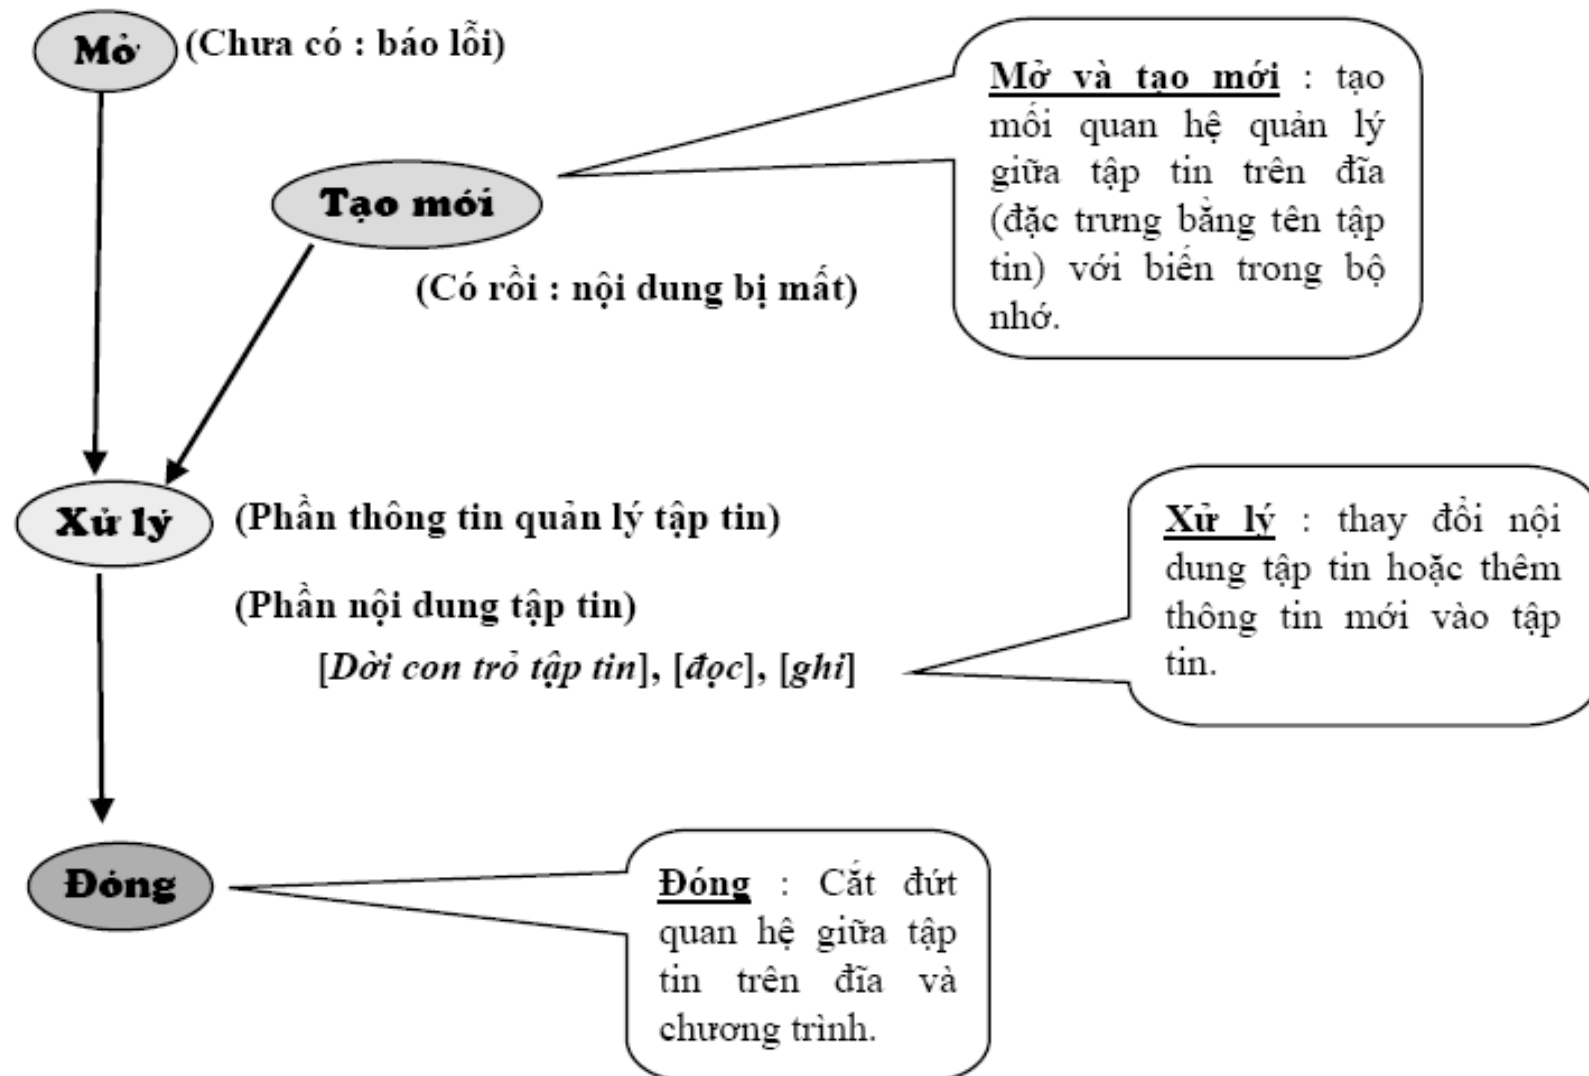 Mở
(Chưa có : báo lỗi)
Mở và tạo mới : tạo
mối quan hệ quản lý
giữa tập tin trên đĩa
(đặc trưng bằng tên tập
tin) với biến trong bộ
nhớ.
Tạo mới
(Có rồi : nội dung bị mất)
Xử lý
(Phần thông tin quản lý tập tin)
(Phần nội dung tập tin)
[Dời con trỏ tập tin], [đọc], [ghi]
Xử lý : thay đổi nội
dung tập tin hoặc thêm
thông tin mới vào tập
tin.
Đóng
Đóng : Cắt đứt
quan hệ giữa tập
tin trên đĩa và
chương trình.